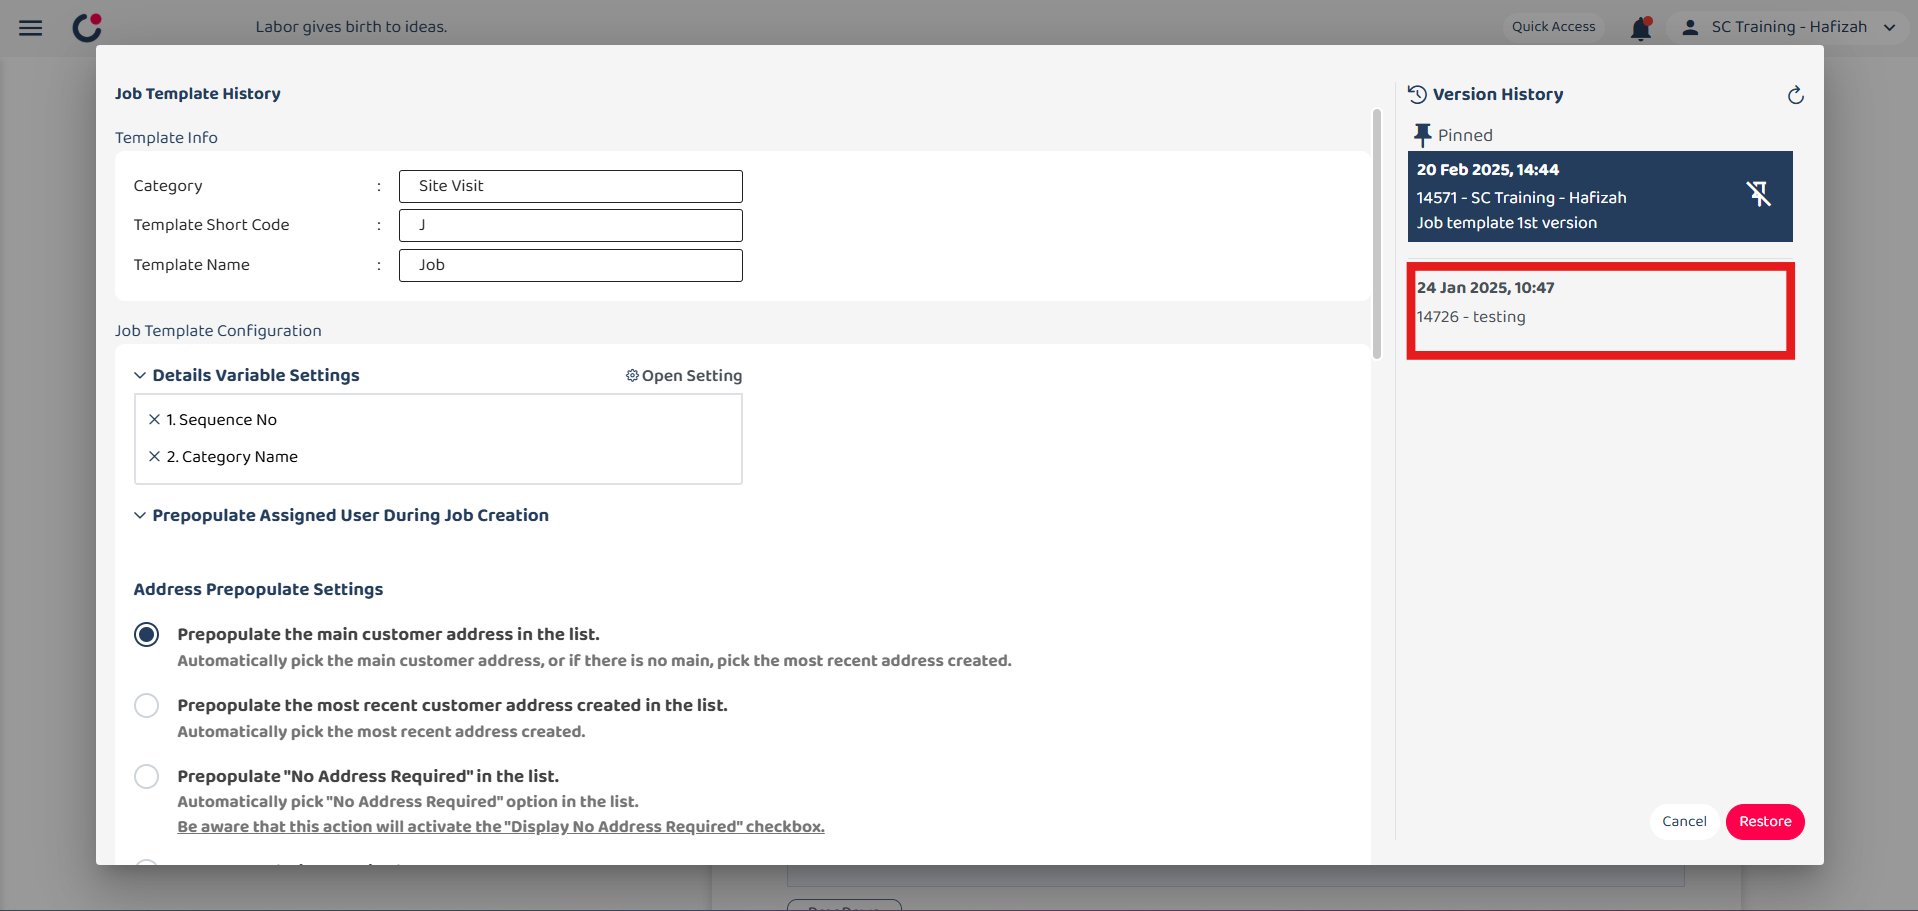 Labor gives birth to ideas.
Quick Access
SC Training - Hafizah
Job Template History
Template Info
Category : Site Visit
Template Short Code : J
Template Name : Job
Job Template Configuration
Details Variable Settings
Open Setting
1. Sequence No
2. Category Name
Prepopulate Assigned User During Job Creation
Address Prepopulate Settings
Prepopulate the main customer address in the list.
Automatically pick the main customer address, or if there is no main, pick the most recent address created.
Prepopulate the most recent customer address created in the list.
Automatically pick the most recent address created.
Prepopulate "No Address Required" in the list.
Automatically pick "No Address Required" option in the list.
Be aware that this action will activate the "Display No Address Required" checkbox.
Version History
Pinned
20 Feb 2025, 14:44
14571 - SC Training - Hafizah
Job template 1st version
24 Jan 2025, 10:47
14726 - testing
Cancel
Restore